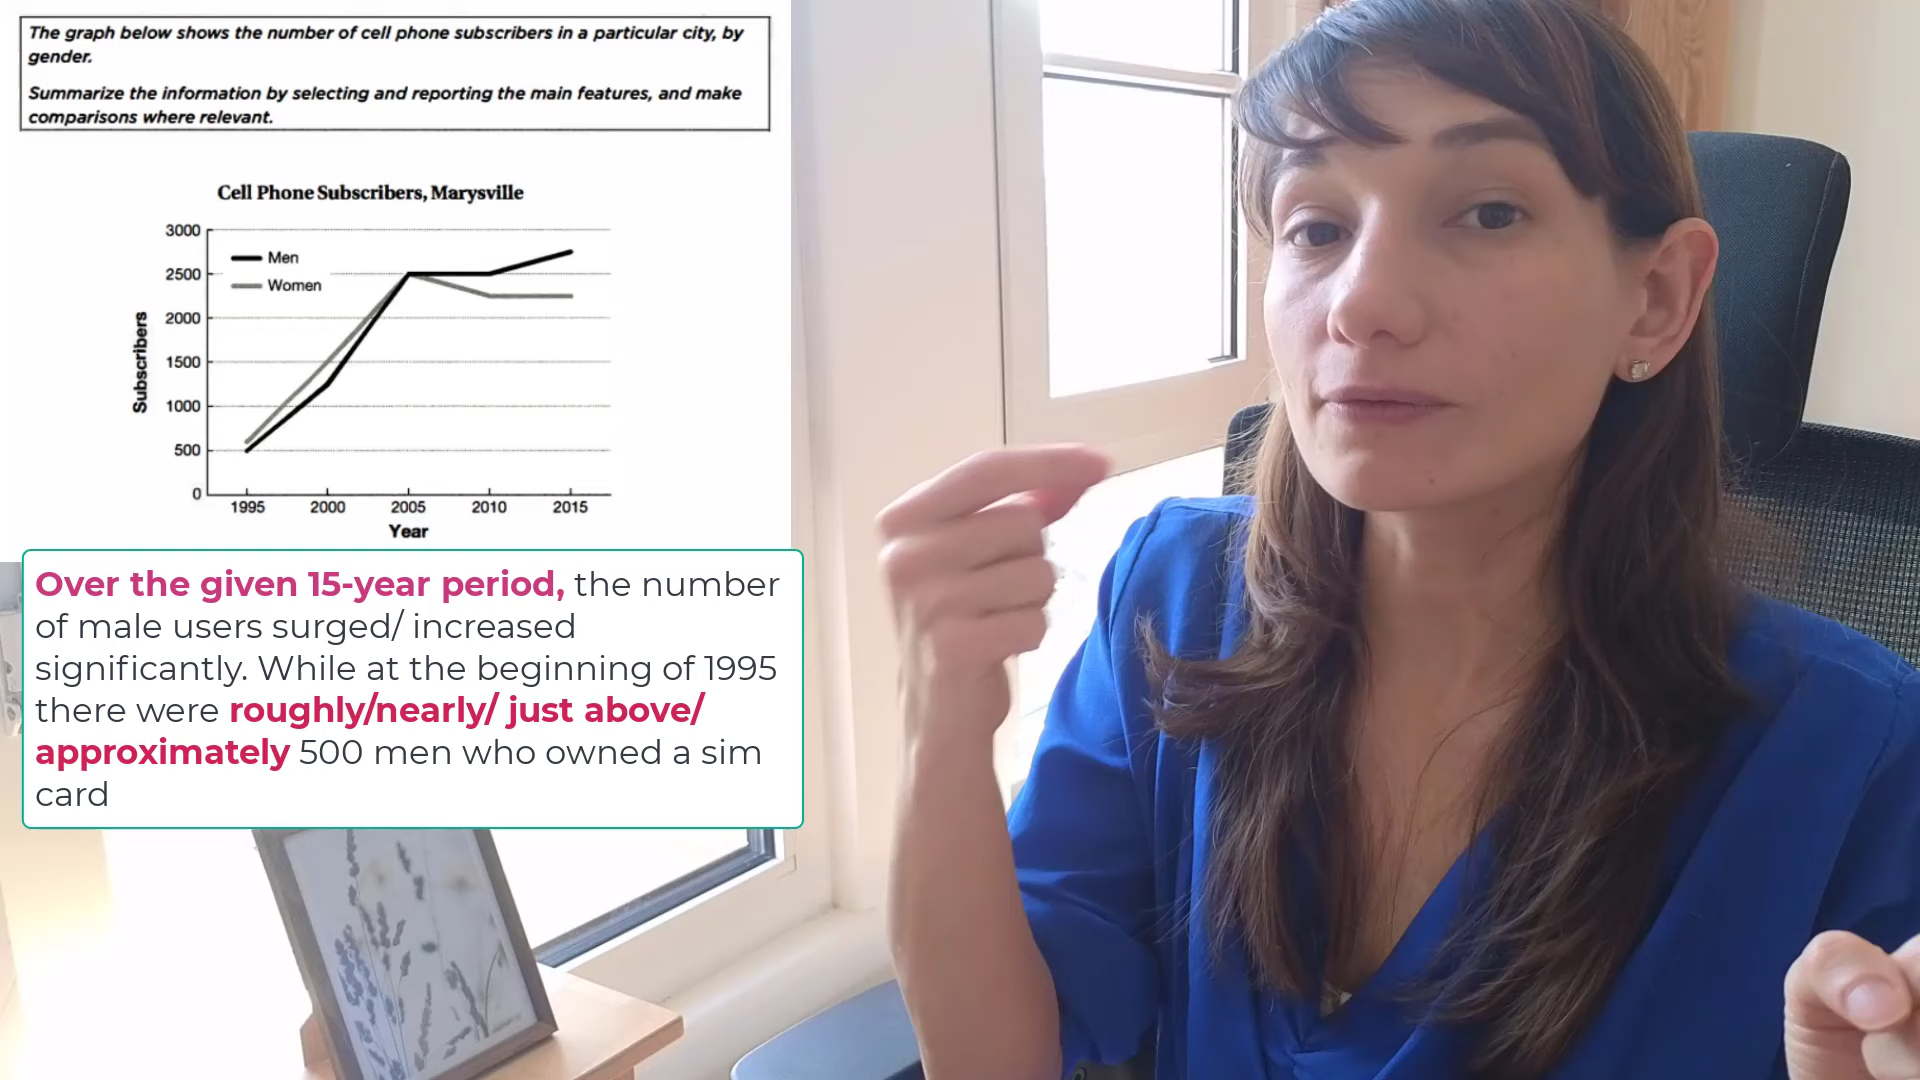 The graph below shows the number of cell phone subscribers in a particular city, by
gender.
Summarize the information by selecting and reporting the main features, and make
comparisons where relevant.
Cell Phone Subscribers, Marysville
3000
2500
2000
1500
1000
500
0
Men
Women
Subscribers
1995 2000 2005 2010 2015
Year
Over the given 15-year period, the number
of male users surged/ increased
significantly. While at the beginning of 1995
there were roughly/nearly/ just above/
approximately 500 men who owned a sim
card